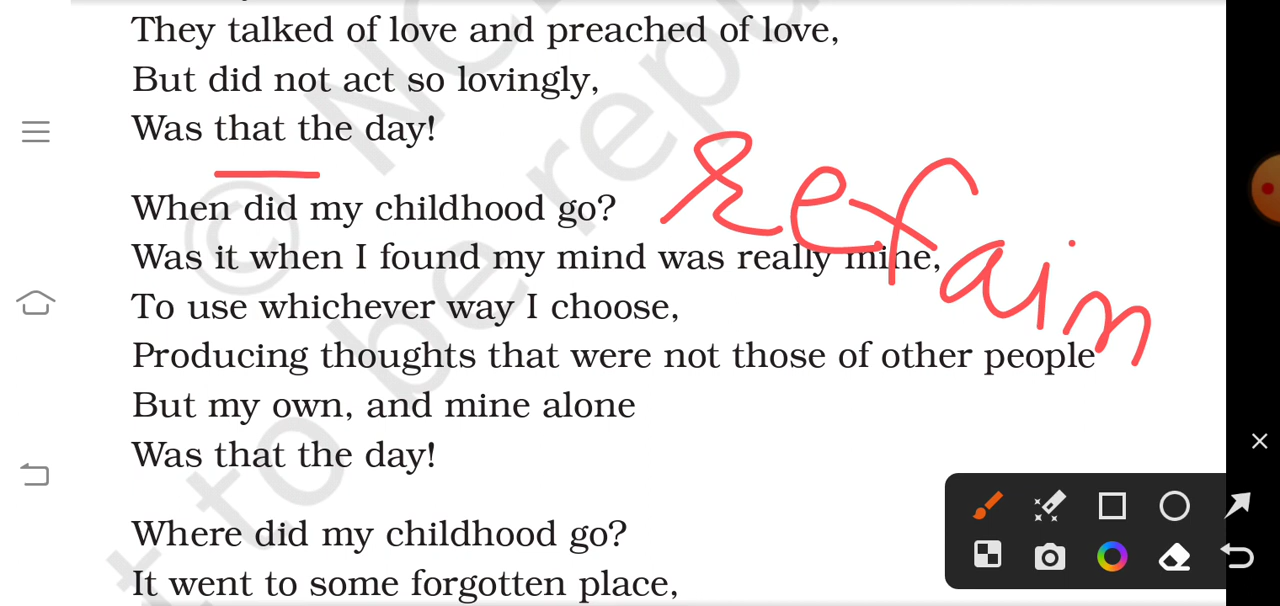 They talked of love and preached of love,
But did not act so lovingly,
Was that the day!
When did my childhood go?
refain
Was it when I found my mind was really mine,
To use whichever way I choose,
Producing thoughts that were not those of other people
But my own, and mine alone
Was that the day!
Where did my childhood go?
It went to some forgotten place,